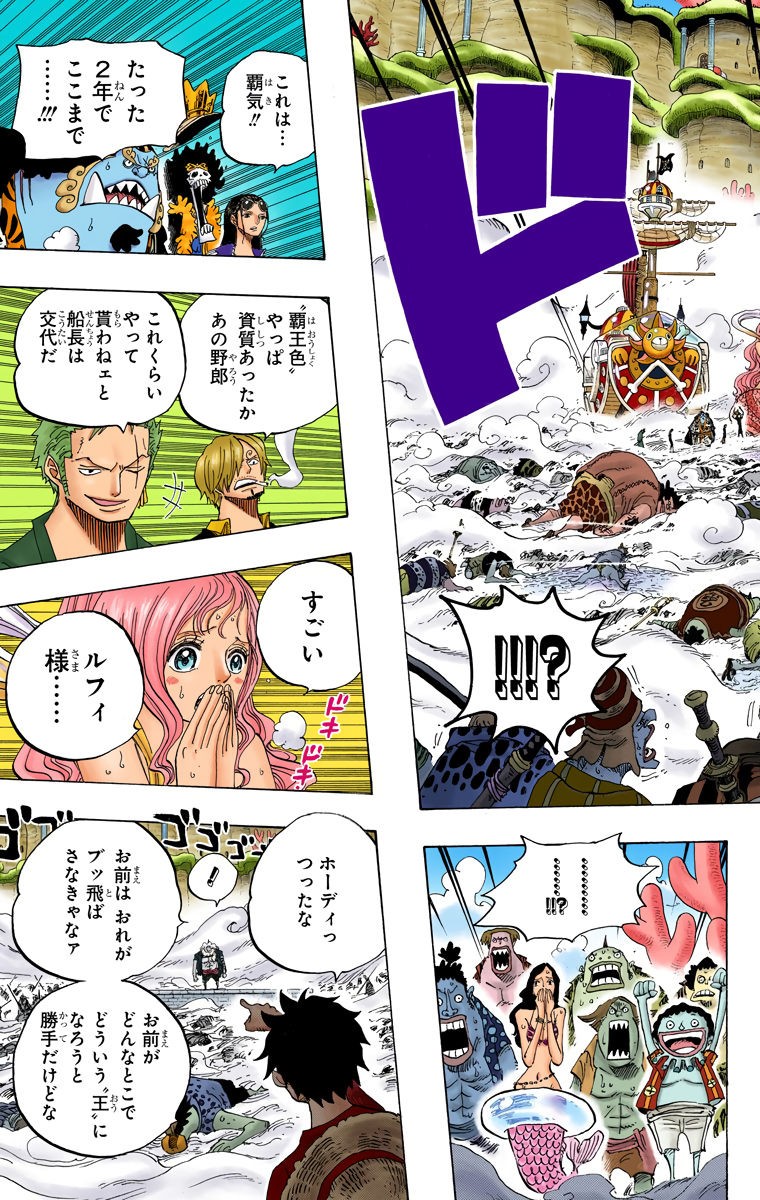 ド
!!!?
…………
…………!!?
これは…
覇気!!
たった
２年で
ここまで
……!!!
“覇王色”
やっぱ
資質あったか
あの野郎
これくらい
やって
貰わねェと
船長は
交代だ
すごい
ルフィ
様……
ドキ
ドキ
ゴゴゴゴゴゴ
ホーディっ
つったな
!
お前は おれが
ブッ飛ば
さなきゃなァ
お前が
どんなとこで
どういう“王”に
なろうと
勝手だけどな